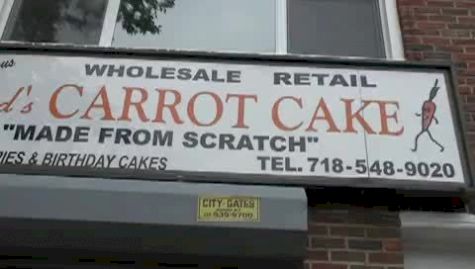 WHOLESALE RETAIL
CARROT CAKE
"MADE FROM SCRATCH"
& BIRTHDAY CAKES
TEL. 718-548-9020
CITY-GATES